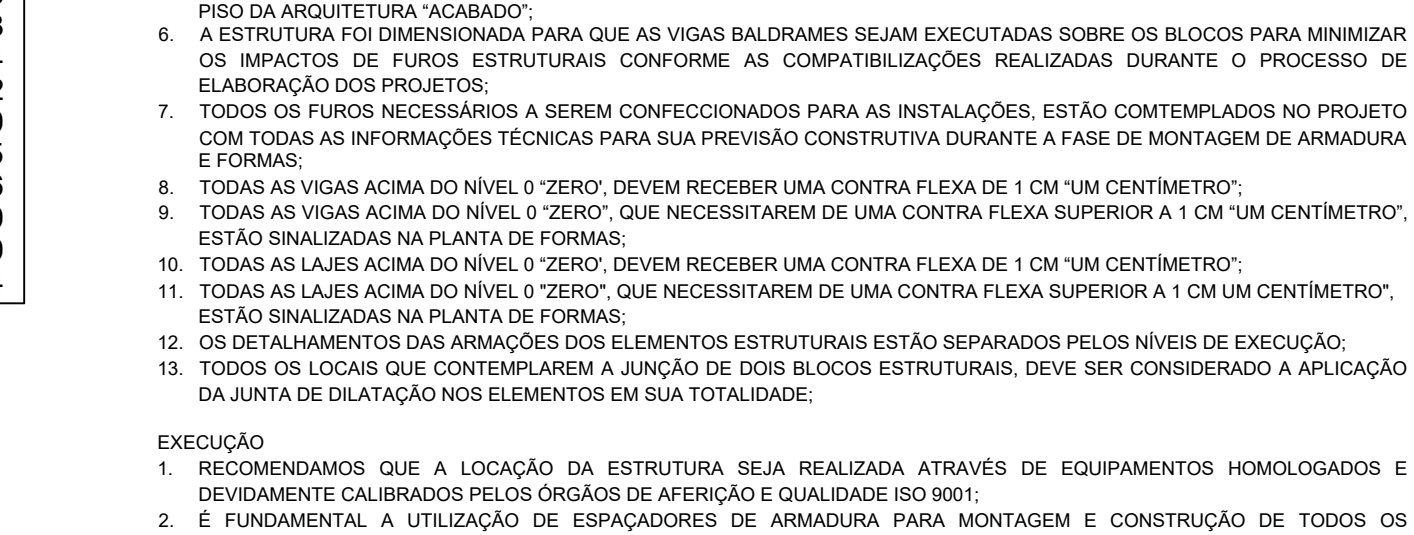 PISO DA ARQUITETURA “ACABADO”;
6. A ESTRUTURA FOI DIMENSIONADA PARA QUE AS VIGAS BALDRAMES SEJAM EXECUTADAS SOBRE OS BLOCOS PARA MINIMIZAR
OS IMPACTOS DE FUROS ESTRUTURAIS CONFORME AS COMPATIBILIZAÇÕES REALIZADAS DURANTE O PROCESSO DE
ELABORAÇÃO DOS PROJETOS;
7. TODOS OS FUROS NECESSÁRIOS A SEREM CONFECCIONADOS PARA AS INSTALAÇÕES, ESTÃO COMTEMPLADOS NO PROJETO
COM TODAS AS INFORMAÇÕES TÉCNICAS PARA SUA PREVISÃO CONSTRUTIVA DURANTE A FASE DE MONTAGEM DE ARMADURA
E FORMAS;
8. TODAS AS VIGAS ACIMA DO NÍVEL 0 “ZERO', DEVEM RECEBER UMA CONTRA FLEXA DE 1 CM “UM CENTÍMETRO”;
9. TODAS AS VIGAS ACIMA DO NÍVEL 0 “ZERO”, QUE NECESSITAREM DE UMA CONTRA FLEXA SUPERIOR A 1 CM “UM CENTÍMETRO”,
ESTÃO SINALIZADAS NA PLANTA DE FORMAS;
10. TODAS AS LAJES ACIMA DO NÍVEL 0 “ZERO', DEVEM RECEBER UMA CONTRA FLEXA DE 1 CM “UM CENTÍMETRO”;
11. TODAS AS LAJES ACIMA DO NÍVEL 0 "ZERO", QUE NECESSITAREM DE UMA CONTRA FLEXA SUPERIOR A 1 CM UM CENTÍMETRO",
ESTÃO SINALIZADAS NA PLANTA DE FORMAS;
12. OS DETALHAMENTOS DAS ARMAÇÕES DOS ELEMENTOS ESTRUTURAIS ESTÃO SEPARADOS PELOS NÍVEIS DE EXECUÇÃO;
13. TODOS OS LOCAIS QUE CONTEMPLAREM A JUNÇÃO DE DOIS BLOCOS ESTRUTURAIS, DEVE SER CONSIDERADO A APLICAÇÃO
DA JUNTA DE DILATAÇÃO NOS ELEMENTOS EM SUA TOTALIDADE;
EXECUÇÃO
1. RECOMENDAMOS QUE A LOCAÇÃO DA ESTRUTURA SEJA REALIZADA ATRAVÉS DE EQUIPAMENTOS HOMOLOGADOS E
DEVIDAMENTE CALIBRADOS PELOS ÓRGÃOS DE AFERIÇÃO E QUALIDADE ISO 9001;
2. É FUNDAMENTAL A UTILIZAÇÃO DE ESPAÇADORES DE ARMADURA PARA MONTAGEM E CONSTRUÇÃO DE TODOS OS